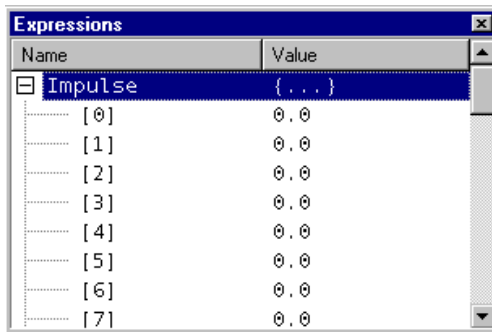 Expressions
Name Value
Impulse {...}
[0] 0.0
[1] 0.0
[2] 0.0
[3] 0.0
[4] 0.0
[5] 0.0
[6] 0.0
[7] 0.0